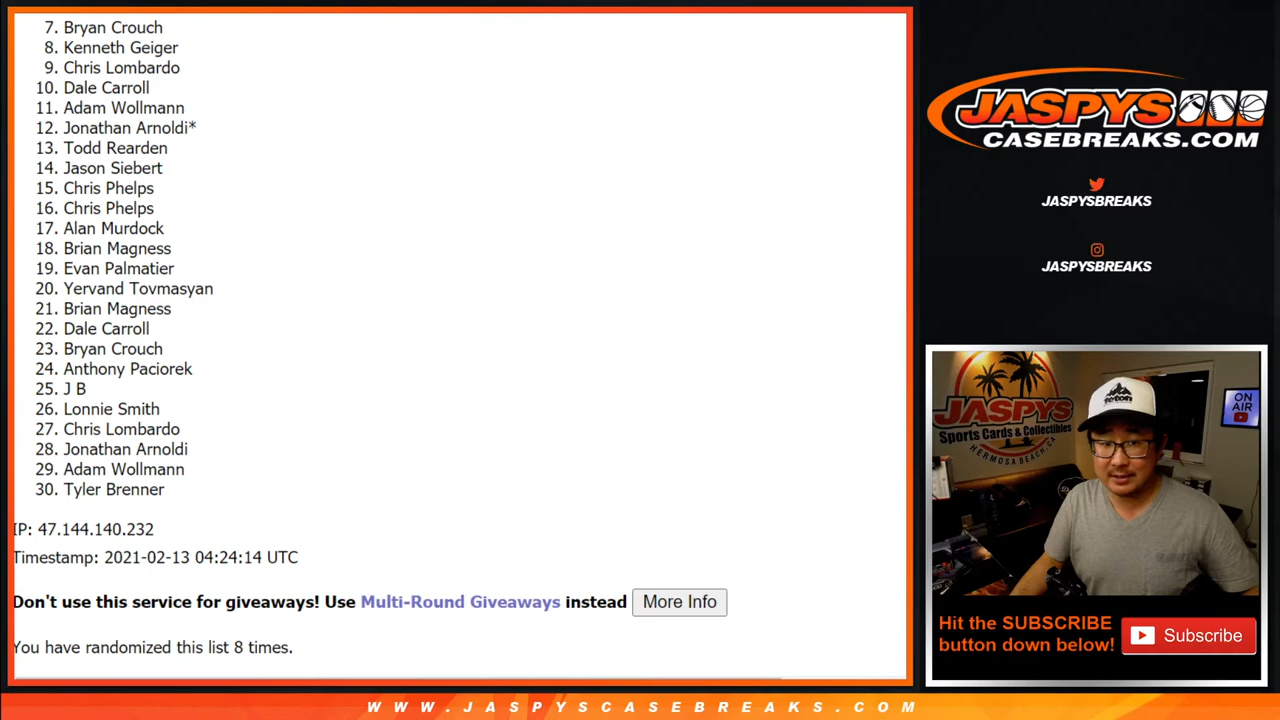 7. Bryan Crouch
8. Kenneth Geiger
9. Chris Lombardo
10. Dale Carroll
11. Adam Wollmann
12. Jonathan Arnoldi*
13. Todd Rearden
14. Jason Siebert
15. Chris Phelps
16. Chris Phelps
17. Alan Murdock
18. Brian Magness
19. Evan Palmatier
20. Yervand Tovmasyan
21. Brian Magness
22. Dale Carroll
23. Bryan Crouch
24. Anthony Paciorek
25. J B
26. Lonnie Smith
27. Chris Lombardo
28. Jonathan Arnoldi
29. Adam Wollmann
30. Tyler Brenner
IP: 47.144.140.232
Timestamp: 2021-02-13 04:24:14 UTC
Don't use this service for giveaways! Use Multi-Round Giveaways instead More Info
You have randomized this list 8 times.
JASPYS
CASEBREAKS.COM
JASPYSBREAKS
JASPYSBREAKS
JASPYS
Sports Cards & Collectibles
HERMOSA BEACH, CA
ON
AIR
Hit the SUBSCRIBE
button down below!
Subscribe
WWW.JASPYSCASEBREAKS.COM